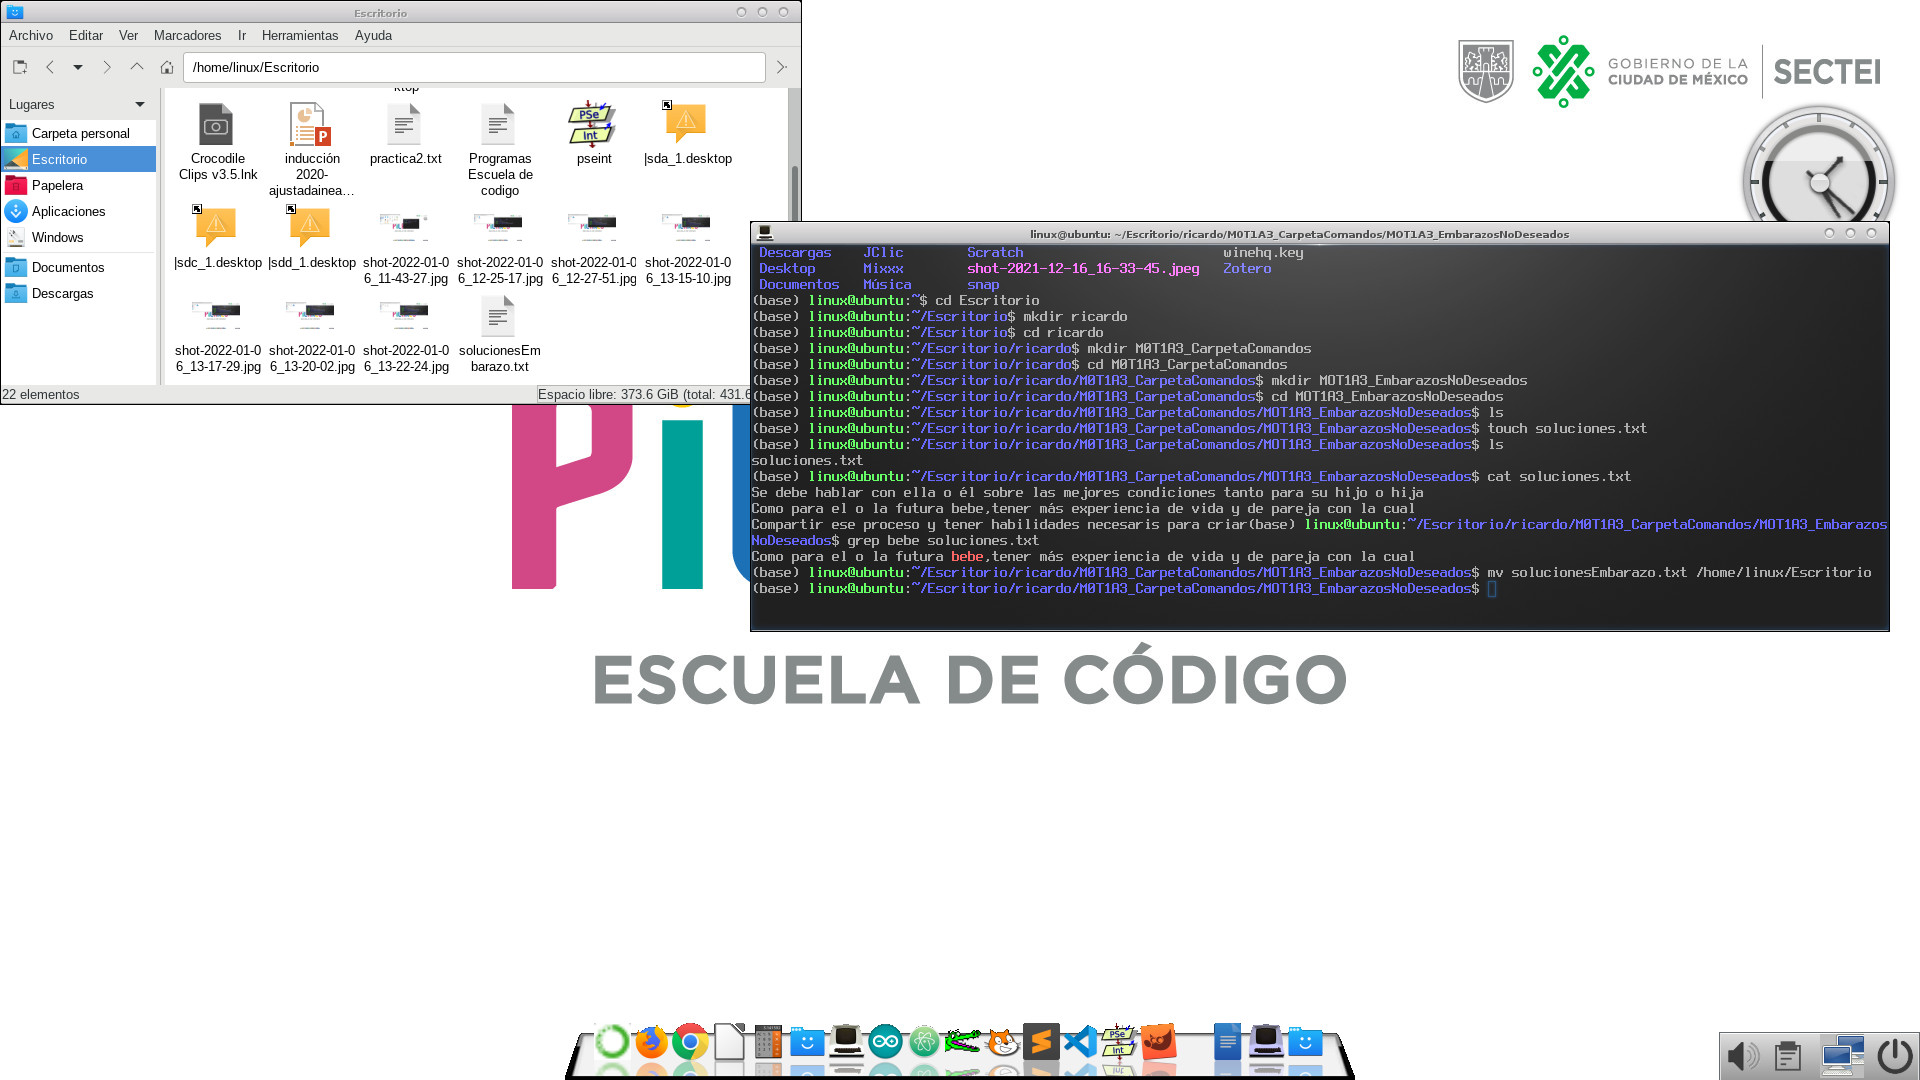 Escritorio
Archivo Editar Ver Marcadores Ir Herramientas Ayuda
/home/linux/Escritorio
Lugares
Carpeta personal
Escritorio
Papelera
Aplicaciones
Windows
Documentos
Descargas
Crocodile Clips v3.5.lnk
inducción 2020-ajustadainea…
practica2.txt
Programas Escuela de codigo
pseint
|sda_1.desktop
|sdc_1.desktop
|sdd_1.desktop
shot-2022-01-06_11-43-27.jpg
shot-2022-01-06_12-25-17.jpg
shot-2022-01-06_12-27-51.jpg
shot-2022-01-06_13-15-10.jpg
shot-2022-01-06_13-17-29.jpg
shot-2022-01-06_13-20-02.jpg
shot-2022-01-06_13-22-24.jpg
solucionesEmbarazo.txt
22 elementos
Espacio libre: 373.6 GiB (total: 431.6
GOBIERNO DE LA
CIUDAD DE MÉXICO
SECTEI
linux@ubuntu: ~/Escritorio/ricardo/M0T1A3_CarpetaComandos/MOT1A3_EmbarazosNoDeseados
Descargas JClic Scratch winehq.key
Desktop Mixxx shot-2021-12-16_16-33-45.jpeg Zotero
Documentos Música snap
(base) linux@ubuntu:~$ cd Escritorio
(base) linux@ubuntu:~/Escritorio$ mkdir ricardo
(base) linux@ubuntu:~/Escritorio$ cd ricardo
(base) linux@ubuntu:~/Escritorio/ricardo$ mkdir M0T1A3_CarpetaComandos
(base) linux@ubuntu:~/Escritorio/ricardo$ cd M0T1A3_CarpetaComandos
(base) linux@ubuntu:~/Escritorio/ricardo/M0T1A3_CarpetaComandos$ mkdir MOT1A3_EmbarazosNoDeseados
(base) linux@ubuntu:~/Escritorio/ricardo/M0T1A3_CarpetaComandos$ cd MOT1A3_EmbarazosNoDeseados
(base) linux@ubuntu:~/Escritorio/ricardo/M0T1A3_CarpetaComandos/MOT1A3_EmbarazosNoDeseados$ ls
(base) linux@ubuntu:~/Escritorio/ricardo/M0T1A3_CarpetaComandos/MOT1A3_EmbarazosNoDeseados$ touch soluciones.txt
(base) linux@ubuntu:~/Escritorio/ricardo/M0T1A3_CarpetaComandos/MOT1A3_EmbarazosNoDeseados$ ls
soluciones.txt
(base) linux@ubuntu:~/Escritorio/ricardo/M0T1A3_CarpetaComandos/MOT1A3_EmbarazosNoDeseados$ cat soluciones.txt
Se debe hablar con ella o él sobre las mejores condiciones tanto para su hijo o hija
Como para el o la futura bebe,tener más experiencia de vida y de pareja con la cual
Compartir ese proceso y tener habilidades necesaris para criar(base) linux@ubuntu:~/Escritorio/ricardo/M0T1A3_CarpetaComandos/MOT1A3_Embarazos
NoDeseados$ grep bebe soluciones.txt
Como para el o la futura bebe,tener más experiencia de vida y de pareja con la cual
(base) linux@ubuntu:~/Escritorio/ricardo/M0T1A3_CarpetaComandos/MOT1A3_EmbarazosNoDeseados$ mv solucionesEmbarazo.txt /home/linux/Escritorio
(base) linux@ubuntu:~/Escritorio/ricardo/M0T1A3_CarpetaComandos/MOT1A3_EmbarazosNoDeseados$
ESCUELA DE CÓDIGO